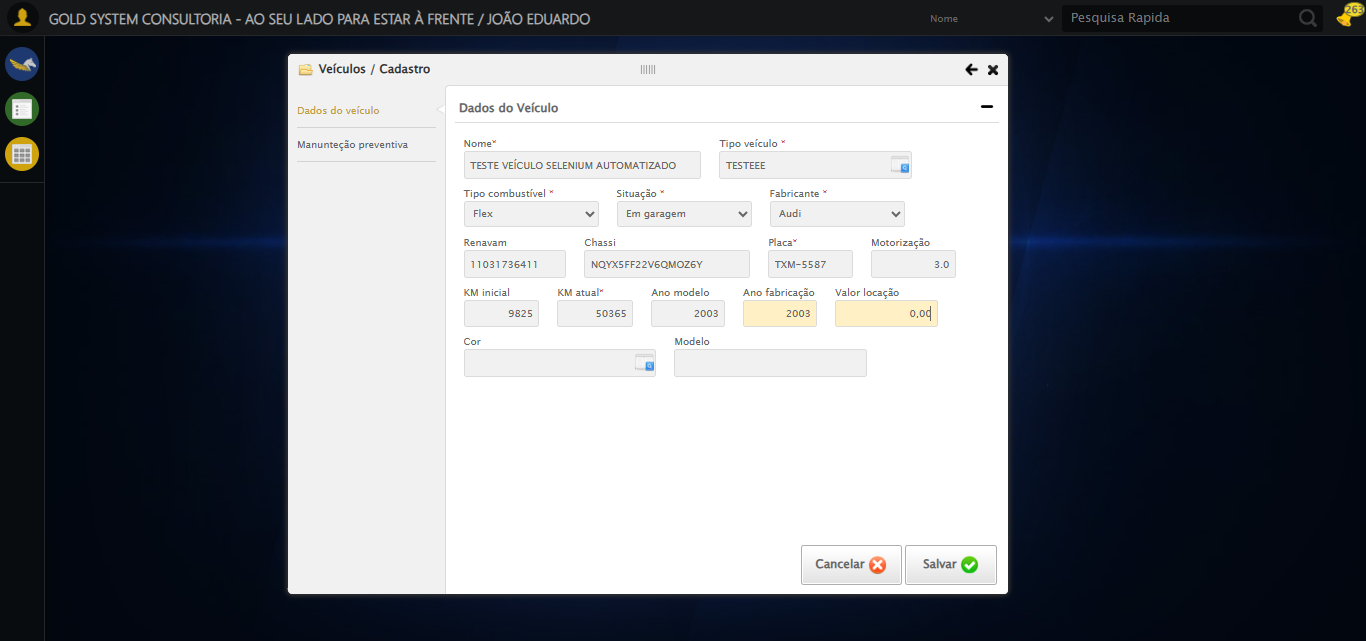 GOLD SYSTEM CONSULTORIA - AO SEU LADO PARA ESTAR À FRENTE / JOÃO EDUARDO
Nome
Pesquisa Rapida
263
Veículos / Cadastro
Dados do veículo
Manunteção preventiva
Dados do Veículo
Nome* Tipo veículo *
TESTE VEÍCULO SELENIUM AUTOMATIZADO TESTEEE
Tipo combustível * Situação * Fabricante *
Flex Em garagem Audi
Renavam Chassi Placa* Motorização
11031736411 NQYX5FF22V6QMOZ6Y TXM-5587 3.0
KM inicial KM atual* Ano modelo Ano fabricação Valor locação
9825 50365 2003 2003 0,00
Cor Modelo
Cancelar Salvar